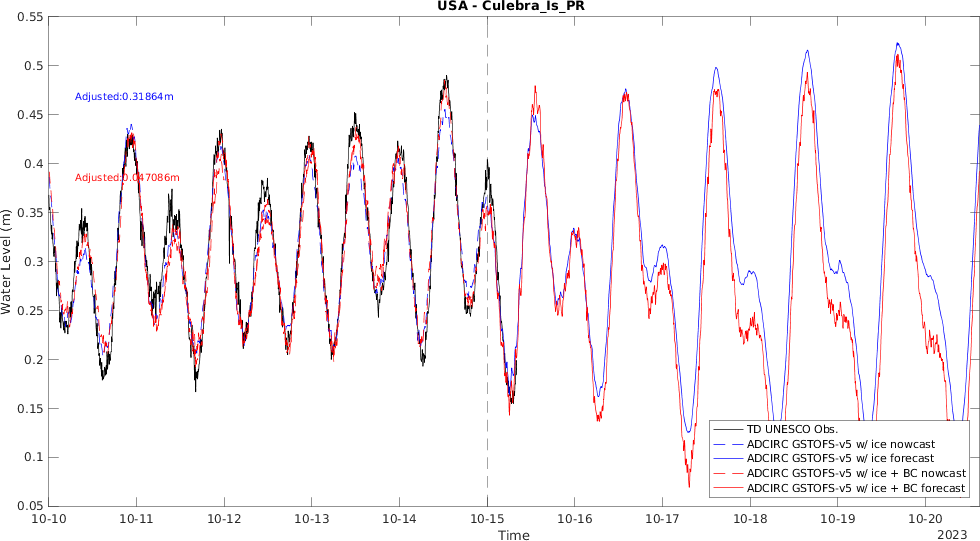 USA - Culebra_Is_PR
0.55
0.5
0.45
0.4
0.35
0.3
0.25
0.2
0.15
0.1
0.05
Water Level (m)
Adjusted:0.31864m
Adjusted:0.047086m
TD UNESCO Obs.
ADCIRC GSTOFS-v5 w/ ice nowcast
ADCIRC GSTOFS-v5 w/ ice forecast
ADCIRC GSTOFS-v5 w/ ice + BC nowcast
ADCIRC GSTOFS-v5 w/ ice + BC forecast
10-10 10-11 10-12 10-13 10-14 10-15 10-16 10-17 10-18 10-19 10-20
Time
2023